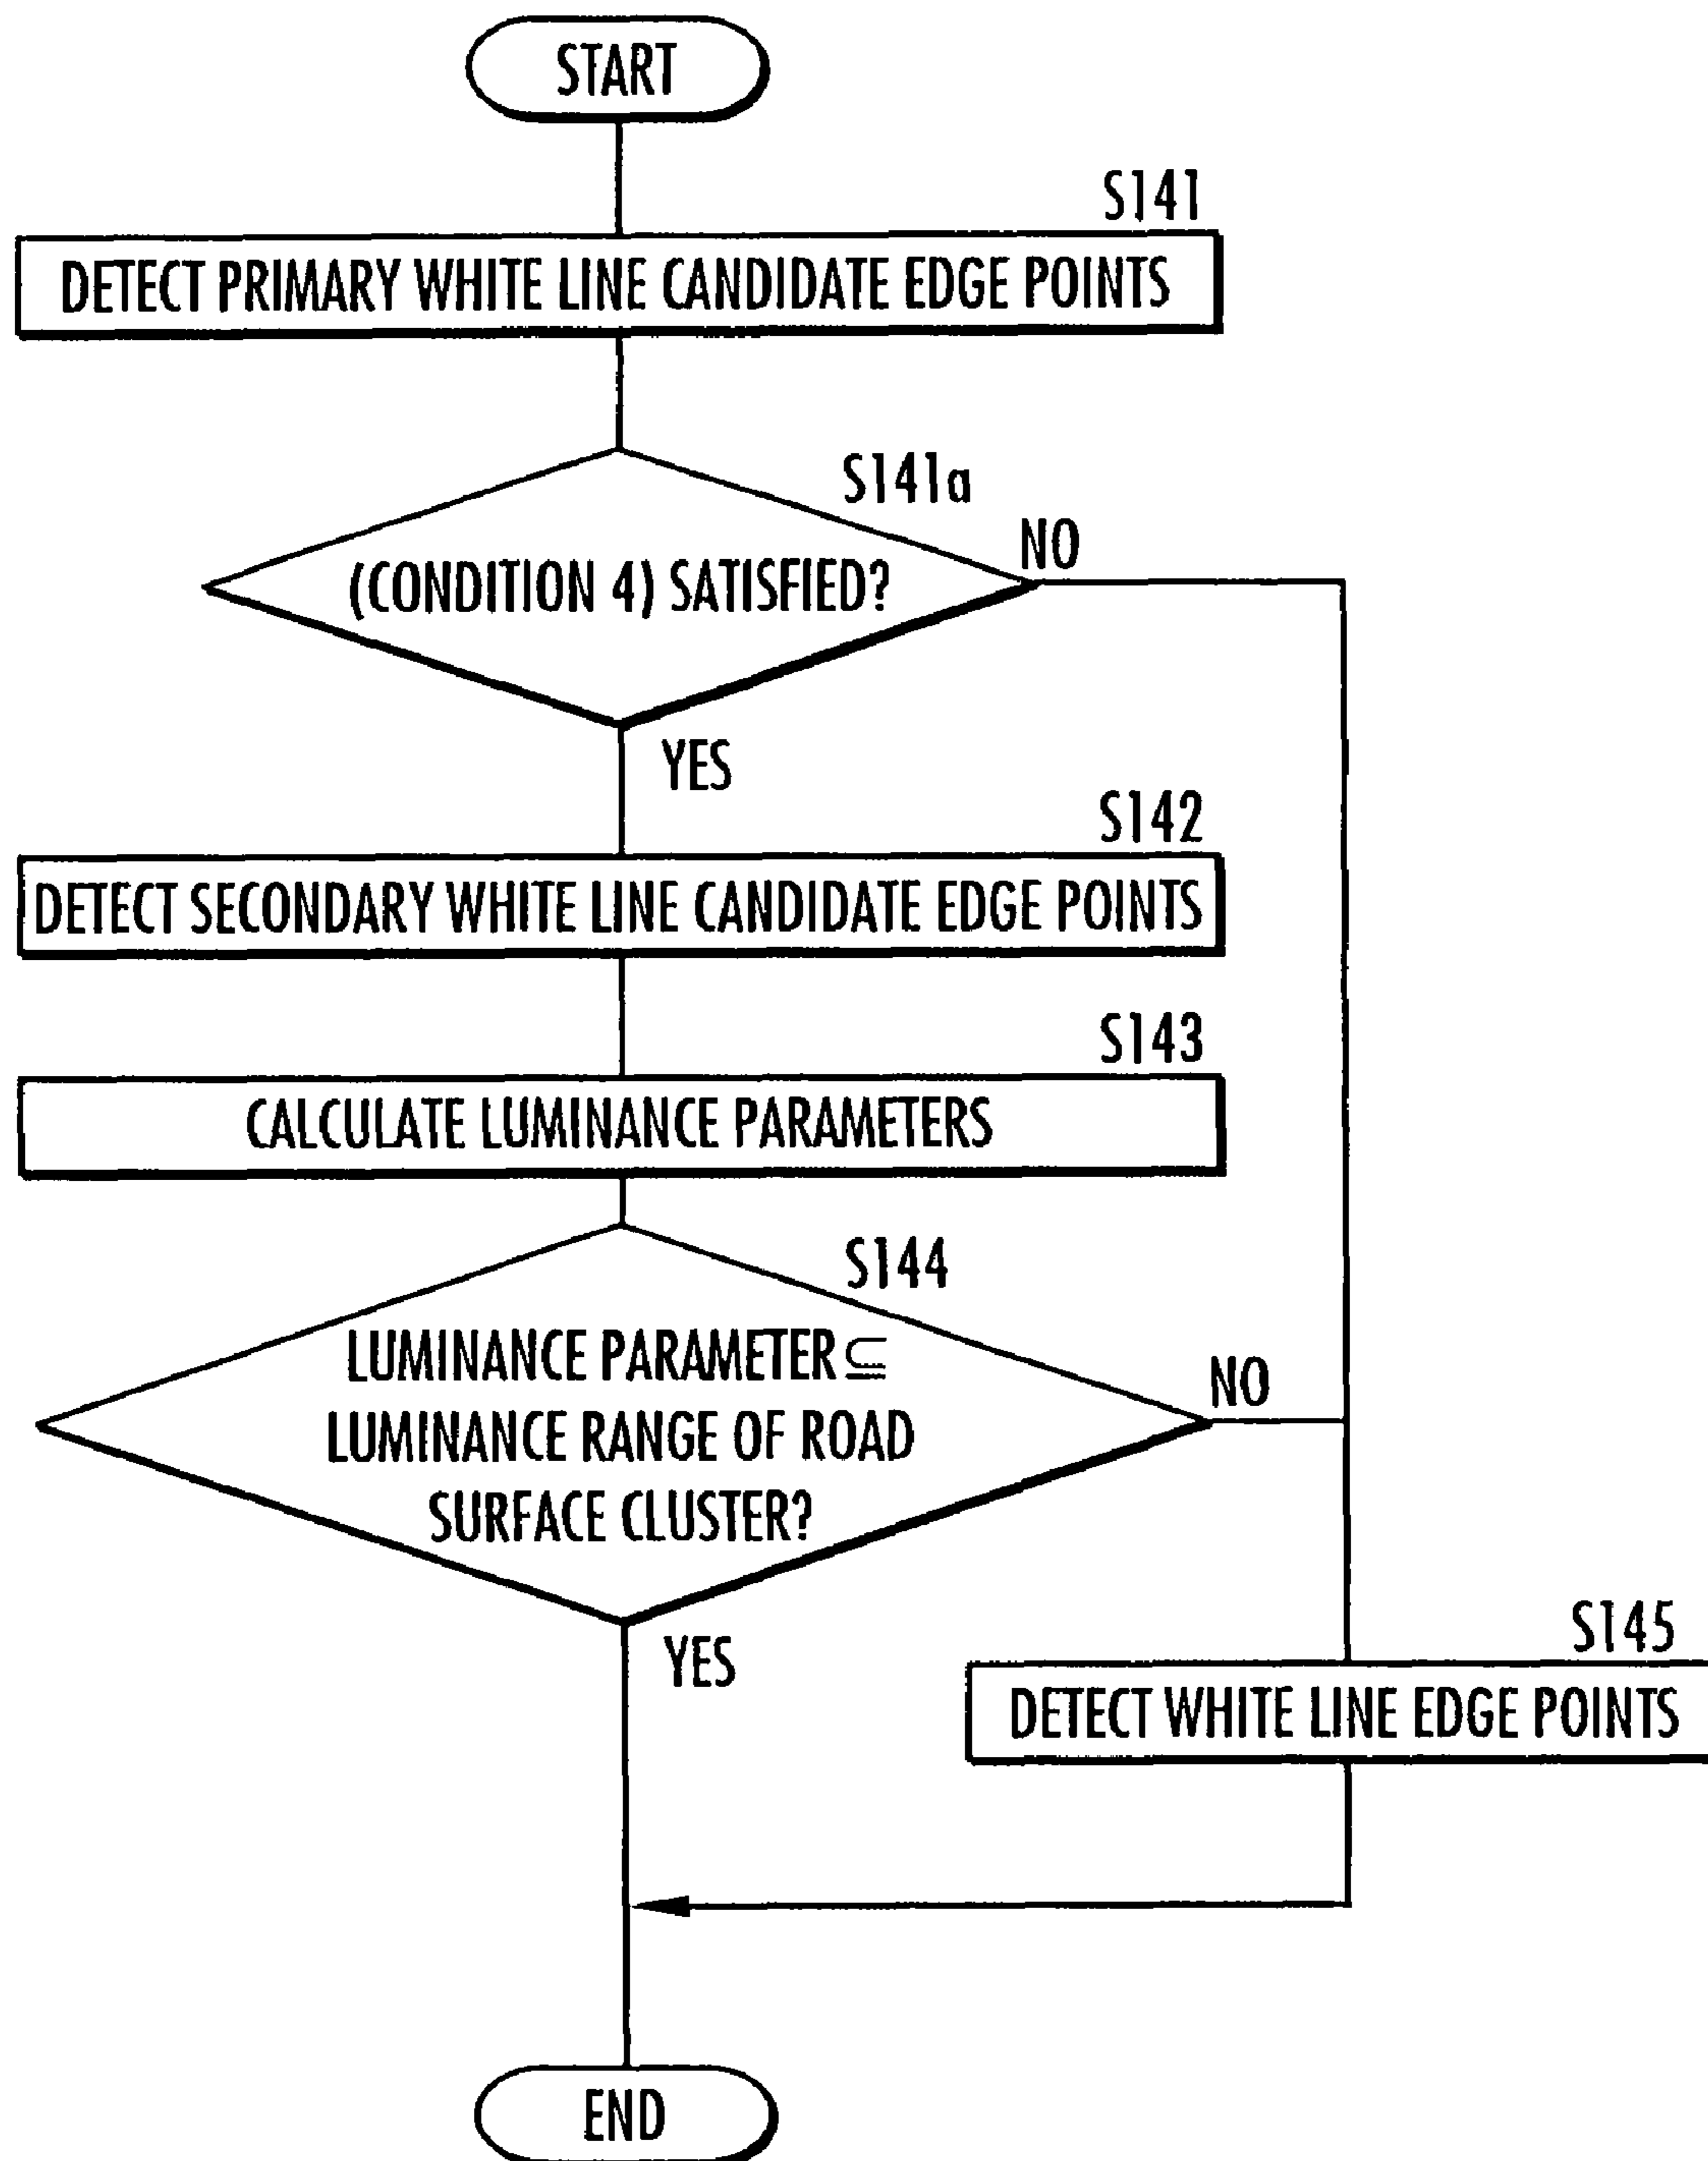 START
S141
DETECT PRIMARY WHITE LINE CANDIDATE EDGE POINTS
S141a
(CONDITION 4) SATISFIED?
NO
YES
S142
DETECT SECONDARY WHITE LINE CANDIDATE EDGE POINTS
S143
CALCULATE LUMINANCE PARAMETERS
S144
LUMINANCE PARAMETER ⊆
LUMINANCE RANGE OF ROAD
SURFACE CLUSTER?
NO
YES
S145
DETECT WHITE LINE EDGE POINTS
END